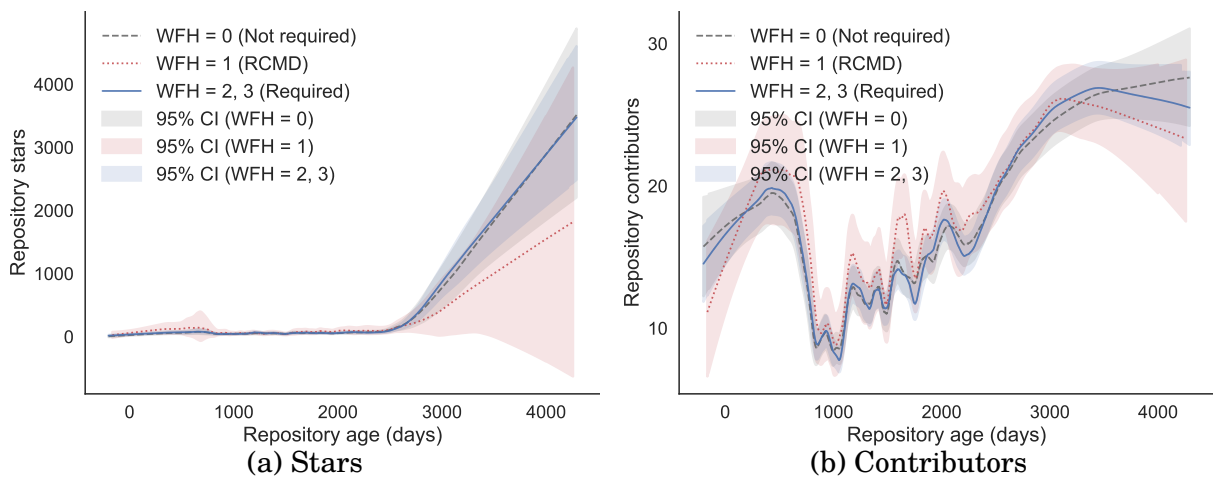 WFH = 0 (Not required)
WFH = 1 (RCMD)
WFH = 2, 3 (Required)
95% CI (WFH = 0)
95% CI (WFH = 1)
95% CI (WFH = 2, 3)
Repository stars
4000
3000
2000
1000
0
0 1000 2000 3000 4000
Repository age (days)
(a) Stars
WFH = 0 (Not required)
WFH = 1 (RCMD)
WFH = 2, 3 (Required)
95% CI (WFH = 0)
95% CI (WFH = 1)
95% CI (WFH = 2, 3)
Repository contributors
30
20
10
0 1000 2000 3000 4000
Repository age (days)
(b) Contributors